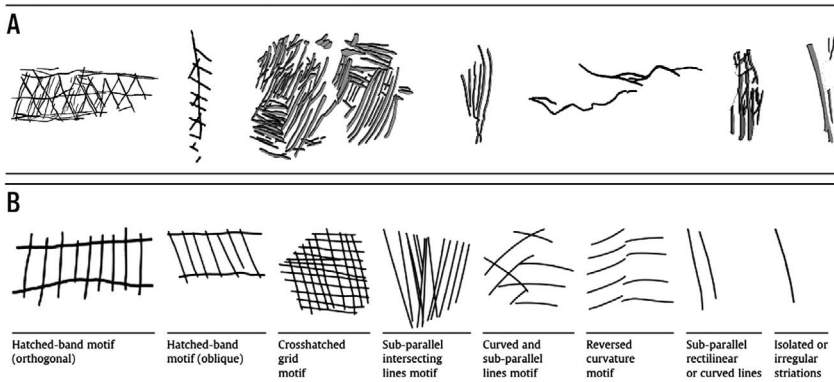 A
B
Hatched-band motif
(orthogonal)
Hatched-band
motif (oblique)
Crosshatched
grid
motif
Sub-parallel
intersecting
lines motif
Curved and
sub-parallel
lines motif
Reversed
curvature
motif
Sub-parallel
rectilinear
or curved lines
Isolated or
irregular
striations